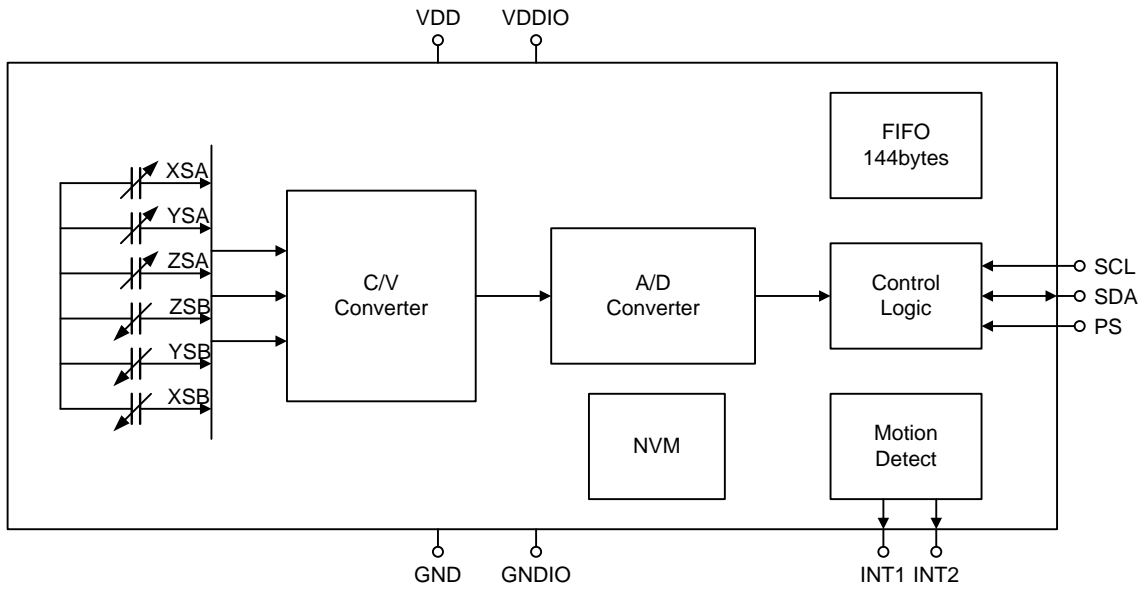 VDD
VDDIO
FIFO
144bytes
XSA
YSA
ZSA
ZSB
YSB
XSB
C/V
Converter
A/D
Converter
Control
Logic
SCL
SDA
PS
NVM
Motion
Detect
GND
GNDIO
INT1
INT2